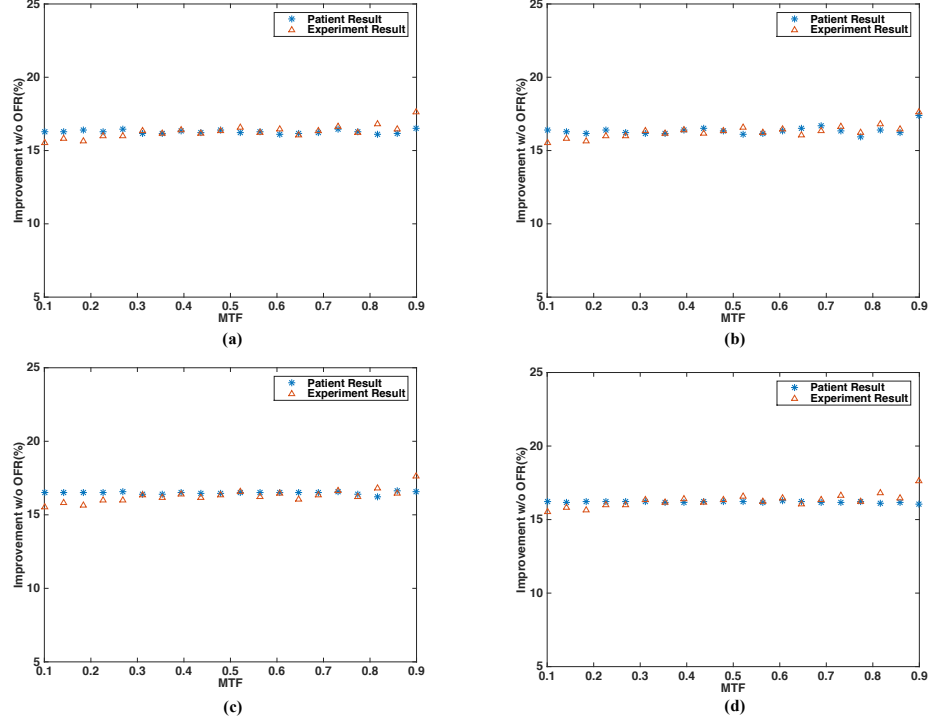 25
20
15
10
5
Improvement w/o OFR(%)
Patient Result
Experiment Result
0.1 0.2 0.3 0.4 0.5 0.6 0.7 0.8 0.9
MTF
(a)
25
20
15
10
5
Improvement w/o OFR(%)
Patient Result
Experiment Result
0.1 0.2 0.3 0.4 0.5 0.6 0.7 0.8 0.9
MTF
(b)
25
20
15
10
5
Improvement w/o OFR(%)
Patient Result
Experiment Result
0.1 0.2 0.3 0.4 0.5 0.6 0.7 0.8 0.9
MTF
(c)
25
20
15
10
5
Improvement w/o OFR(%)
Patient Result
Experiment Result
0.1 0.2 0.3 0.4 0.5 0.6 0.7 0.8 0.9
MTF
(d)